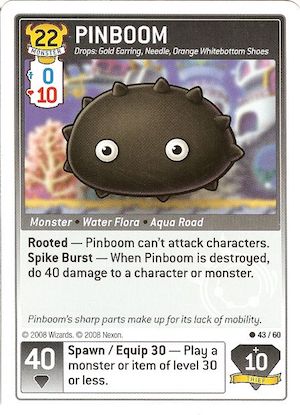 22
MONSTER
PINBOOM
Drops: Gold Earring, Needle, Orange Whitebottom Shoes
0
10
Monster • Water Flora • Aqua Road
Rooted — Pinboom can't attack characters.
Spike Burst — When Pinboom is destroyed,
do 40 damage to a character or monster.
Pinboom's sharp parts make up for its lack of mobility.
© 2008 Wizards. © 2008 Nexon.
43/60
40
Spawn / Equip 30 — Play a
monster or item of level 30
or less.
+
10
THIEF